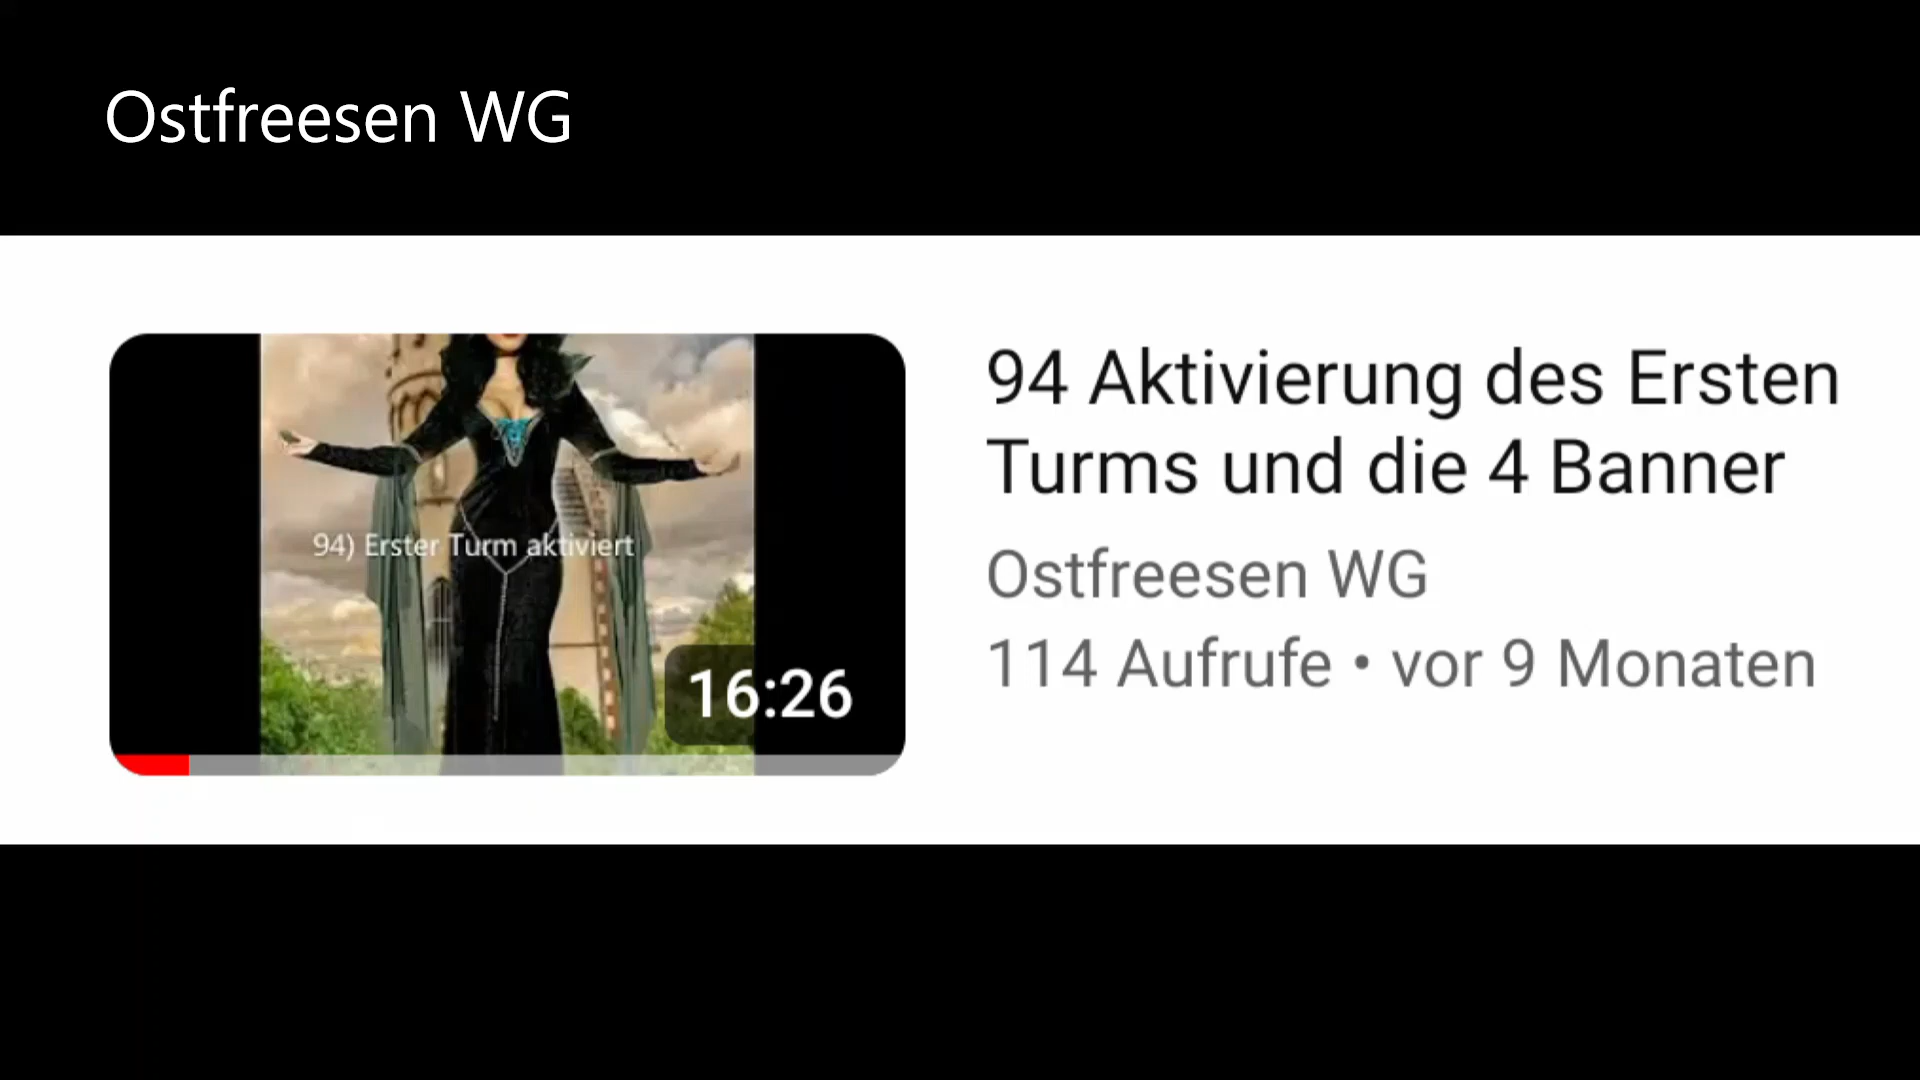 Ostfreesen WG
94) Erster Turm aktiviert
16:26
94 Aktivierung des Ersten
Turms und die 4 Banner
Ostfreesen WG
114 Aufrufe • vor 9 Monaten